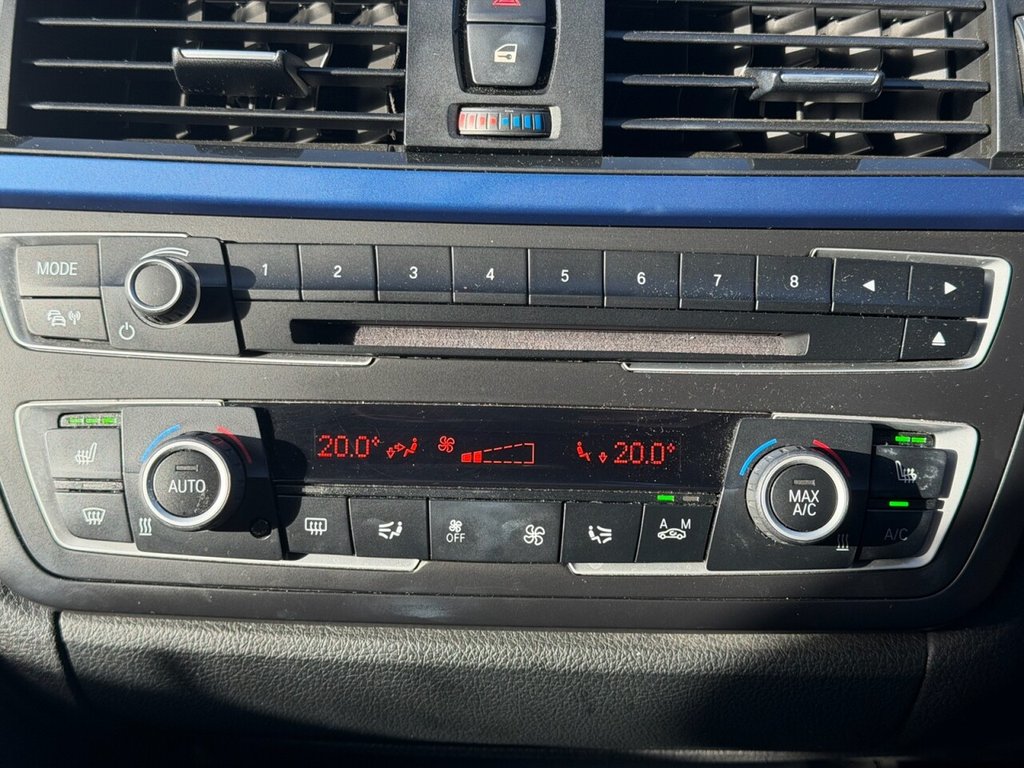 MODE 1 2 3 4 5 6 7 8
20.0° 20.0°
A M
AUTO OFF MAX
A/C
A/C